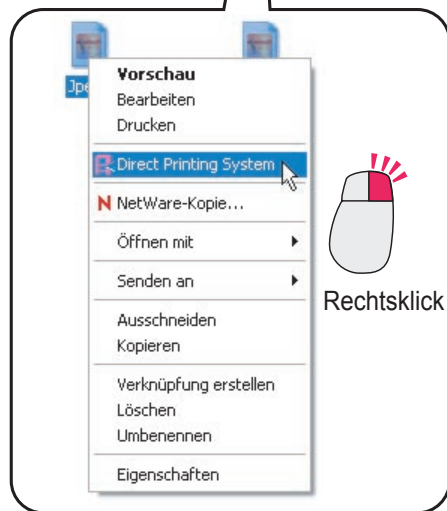 Vorschau
Bearbeiten
Drucken
Direct Printing System
NetWare-Kopie...
Öffnen mit
Senden an
Rechtsklick
Ausschneiden
Kopieren
Verknüpfung erstellen
Löschen
Umbenennen
Eigenschaften